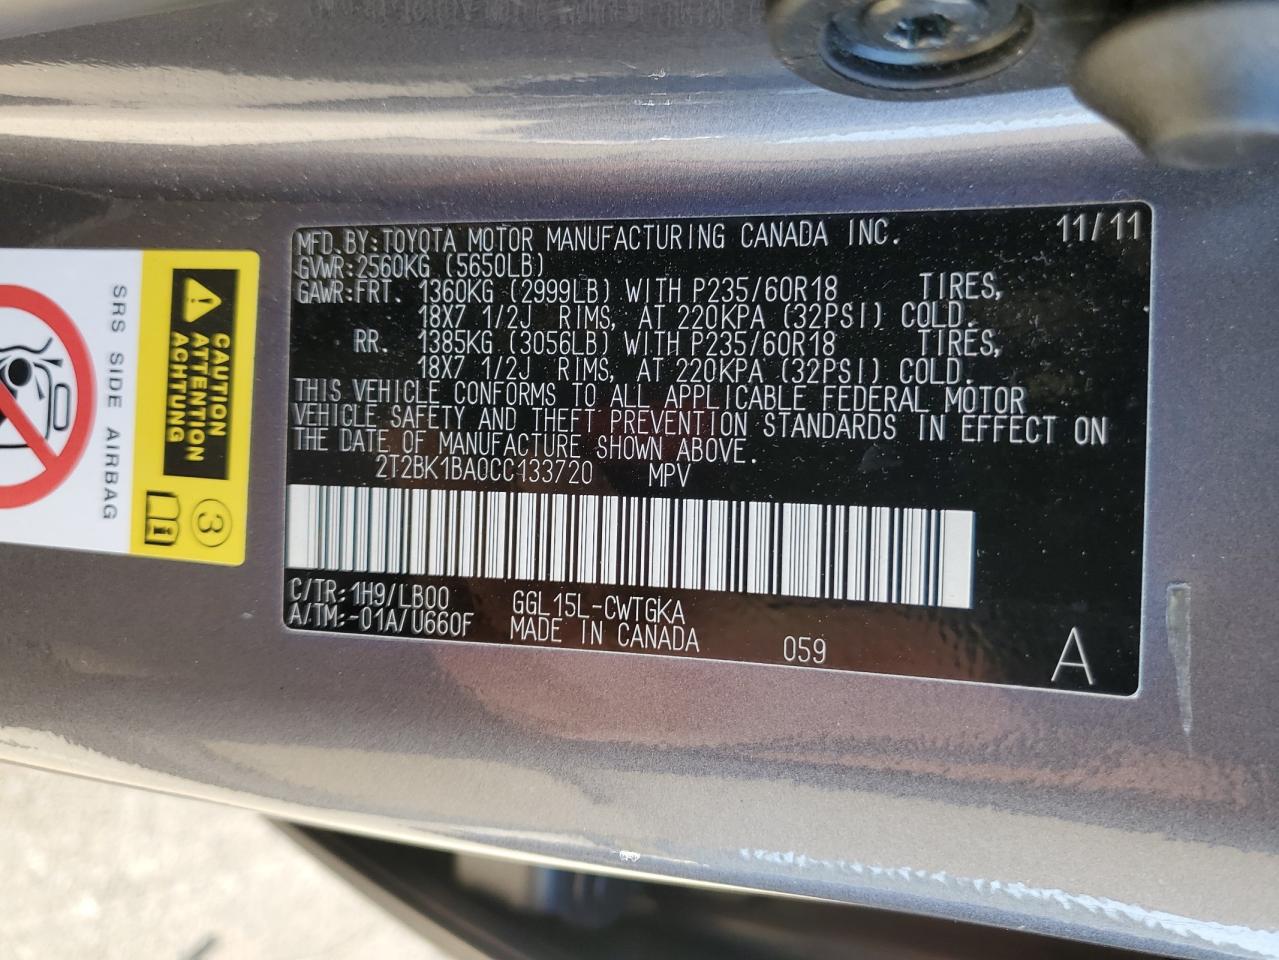 MFD. BY: TOYOTA MOTOR MANUFACTURING CANADA INC. 11/11
GVWR: 2560KG (5650LB)
GAWR: FRT. 1360KG (2999LB) WITH P235/60R18 TIRES,
18X7 1/2J RIMS, AT 220KPA (32PSI) COLD.
RR. 1385KG (3056LB) WITH P235/60R18 TIRES,
18X7 1/2J RIMS, AT 220KPA (32PSI) COLD.
THIS VEHICLE CONFORMS TO ALL APPLICABLE FEDERAL MOTOR
VEHICLE SAFETY AND THEFT PREVENTION STANDARDS IN EFFECT ON
THE DATE OF MANUFACTURE SHOWN ABOVE.
2T2BK1BA0CC133720 MPV
C/TR: 1H9/LB00 GGL15L-CWTGKA
A/TM: -01A/U660F MADE IN CANADA 059 A
CAUTION
ATTENTION
ACHTUNG
3
SRS SIDE AIRBAG